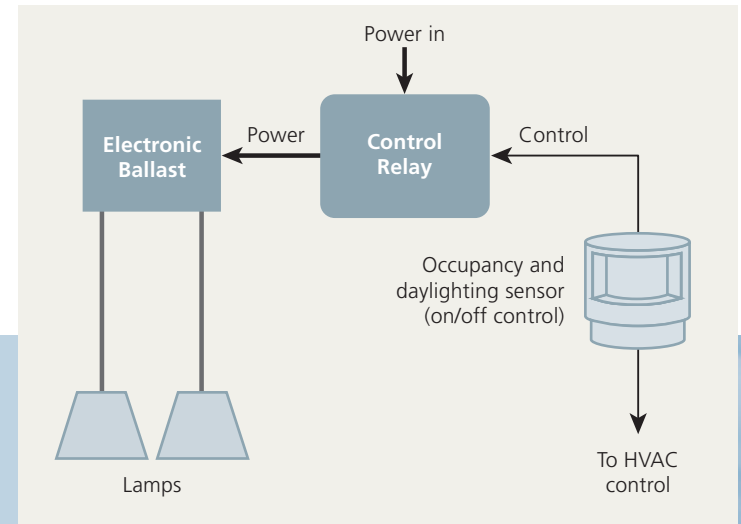 Power in
Electronic
Ballast
Power
Control
Relay
Control
Occupancy and
daylighting sensor
(on/off control)
Lamps
To HVAC
control